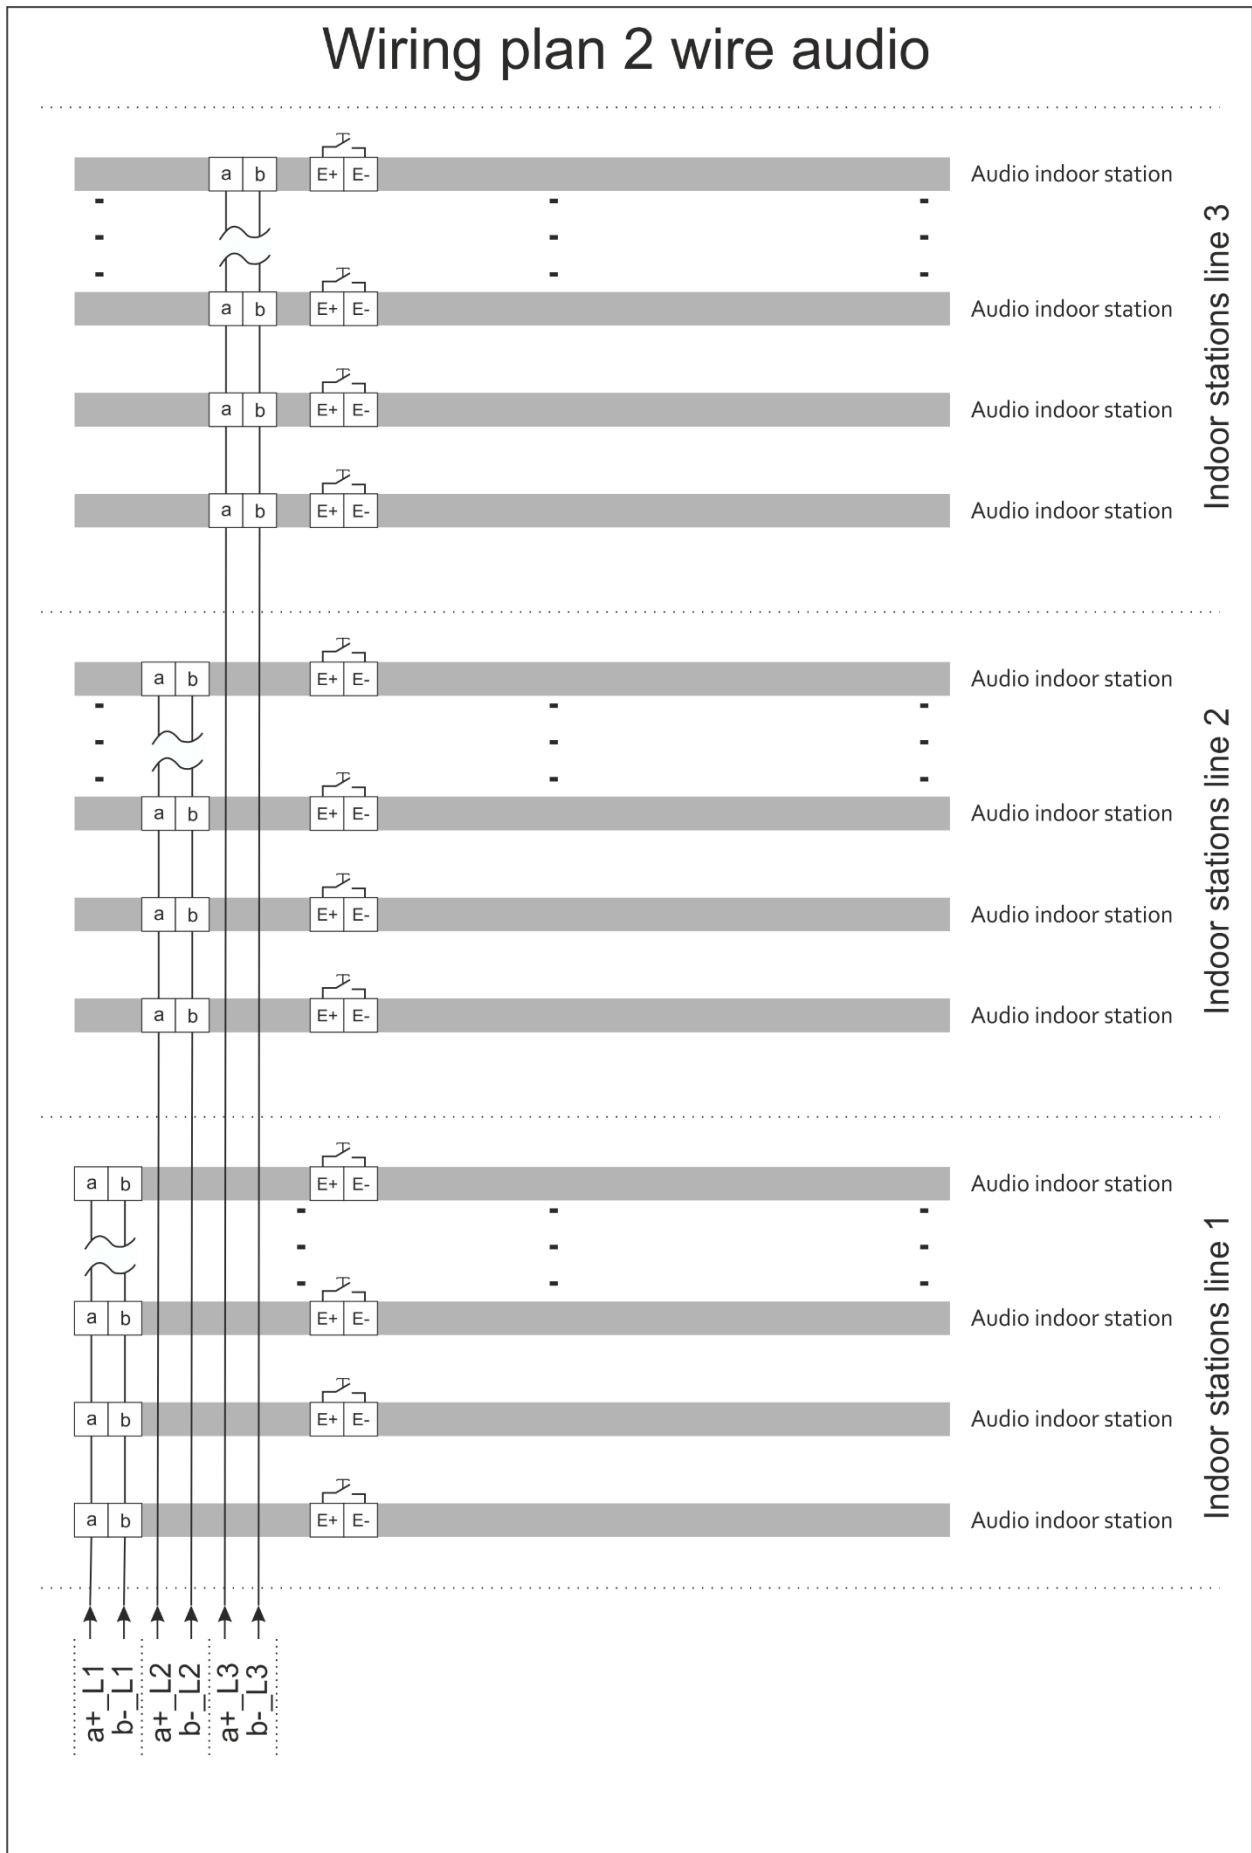 Wiring plan 2 wire audio
a b E+ E- Audio indoor station
a b E+ E- Audio indoor station
a b E+ E- Audio indoor station
a b E+ E- Audio indoor station
Indoor stations line 3
a b E+ E- Audio indoor station
a b E+ E- Audio indoor station
a b E+ E- Audio indoor station
a b E+ E- Audio indoor station
Indoor stations line 2
a b E+ E- Audio indoor station
a b E+ E- Audio indoor station
a b E+ E- Audio indoor station
a b E+ E- Audio indoor station
Indoor stations line 1
a+_L1
b-_L1
a+_L2
b-_L2
a+_L3
b-_L3